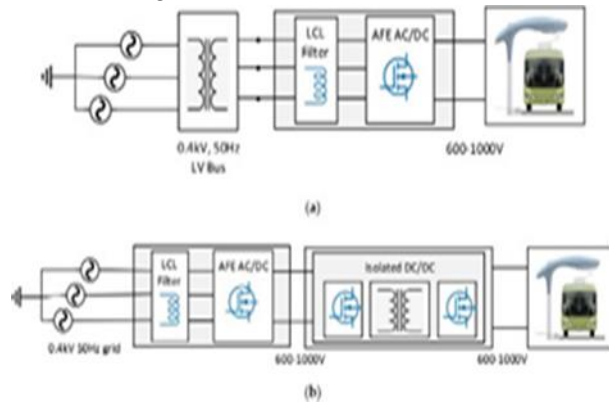 LCL
Filter
AFE AC/DC
0.4kV, 50Hz
LV Bus
600-1000V
(a)
LCL
Filter
AFE AC/DC
Isolated DC/DC
0.4kV 50Hz grid
600-1000V
600-1000V
(b)